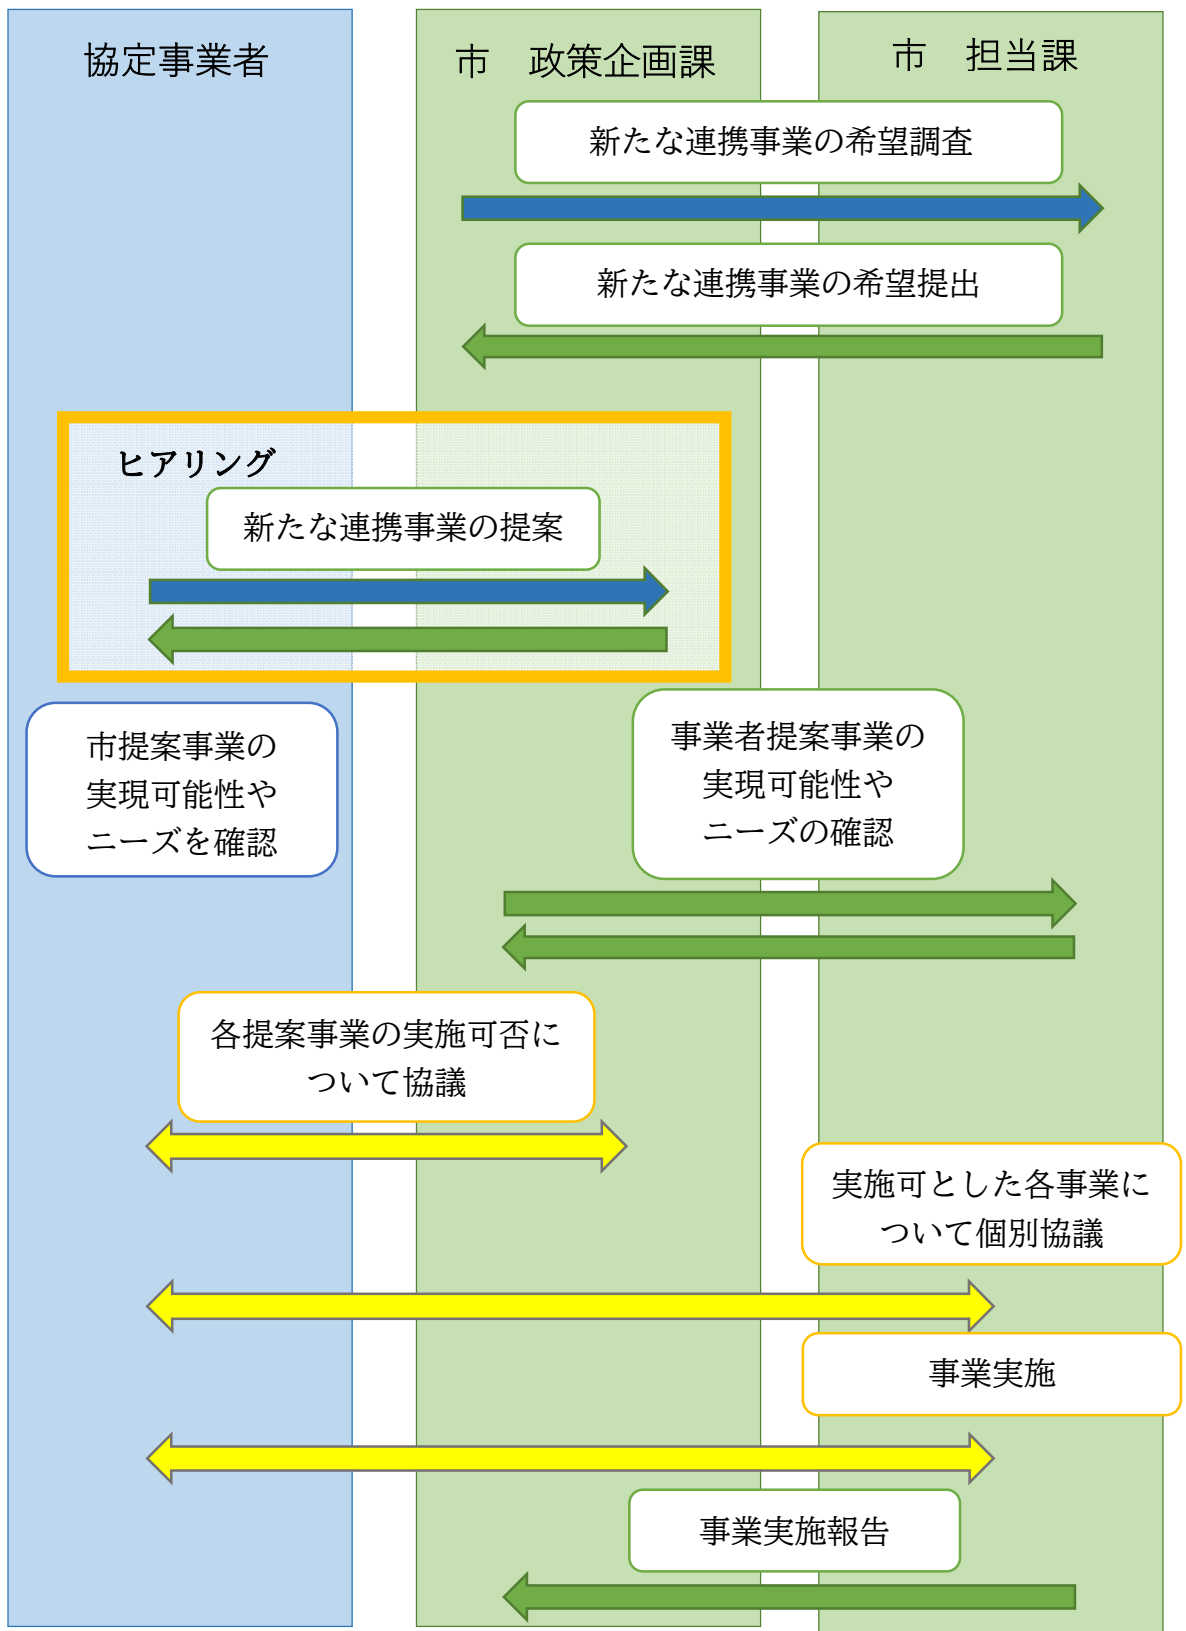 協定事業者
市　政策企画課
市　担当課
新たな連携事業の希望調査
新たな連携事業の希望提出
ヒアリング
新たな連携事業の提案
市提案事業の
実現可能性や
ニーズを確認
事業者提案事業の
実現可能性や
ニーズの確認
各提案事業の実施可否に
ついて協議
実施可とした各事業に
ついて個別協議
事業実施
事業実施報告